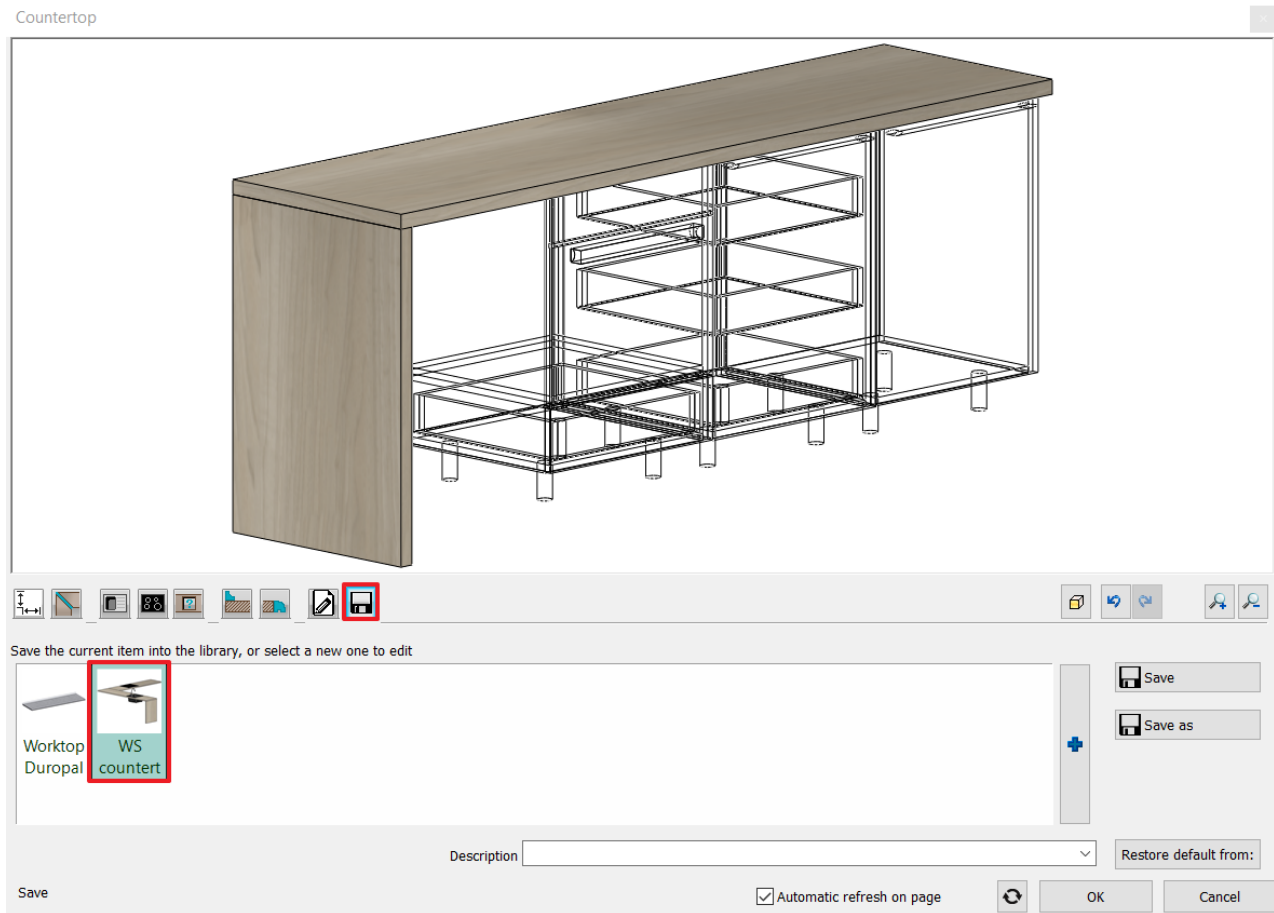 Countertop
Save the current item into the library, or select a new one to edit
Worktop
Duropal
WS
countert
Save
Save as
Description
Restore default from:
Save
Automatic refresh on page
OK
Cancel